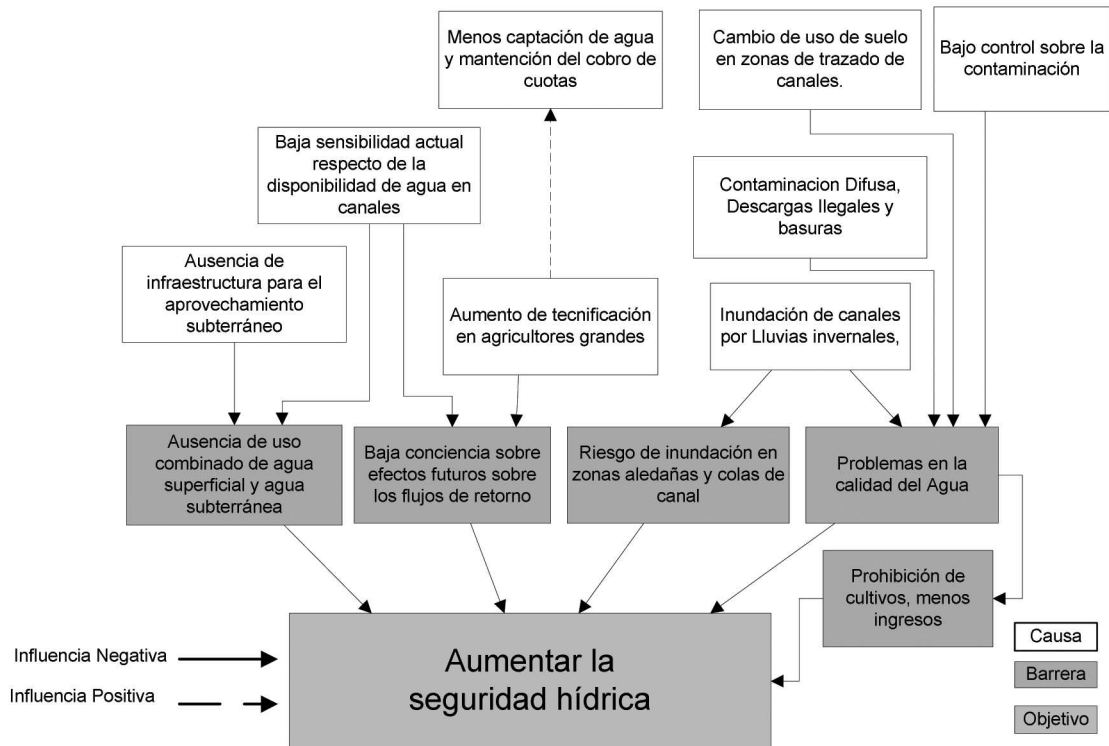 Menos captación de agua
y mantención del cobro de
cuotas
Cambio de uso de suelo
en zonas de trazado de
canales.
Bajo control sobre la
contaminación
Baja sensibilidad actual
respecto de la
disponibilidad de agua en
canales
Contaminacion Difusa,
Descargas Ilegales y
basuras
Ausencia de
infraestructura para el
aprovechamiento
subterráneo
Aumento de tecnificación
en agricultores grandes
Inundación de canales
por Lluvias invernales,
Ausencia de uso
combinado de agua
superficial y agua
subterránea
Baja conciencia sobre
efectos futuros sobre
los flujos de retorno
Riesgo de inundación en
zonas aledañas y colas de
canal
Problemas en la
calidad del Agua
Prohibición de
cultivos, menos
ingresos
Aumentar la
seguridad hídrica
Influencia Negativa
Influencia Positiva
Causa
Barrera
Objetivo